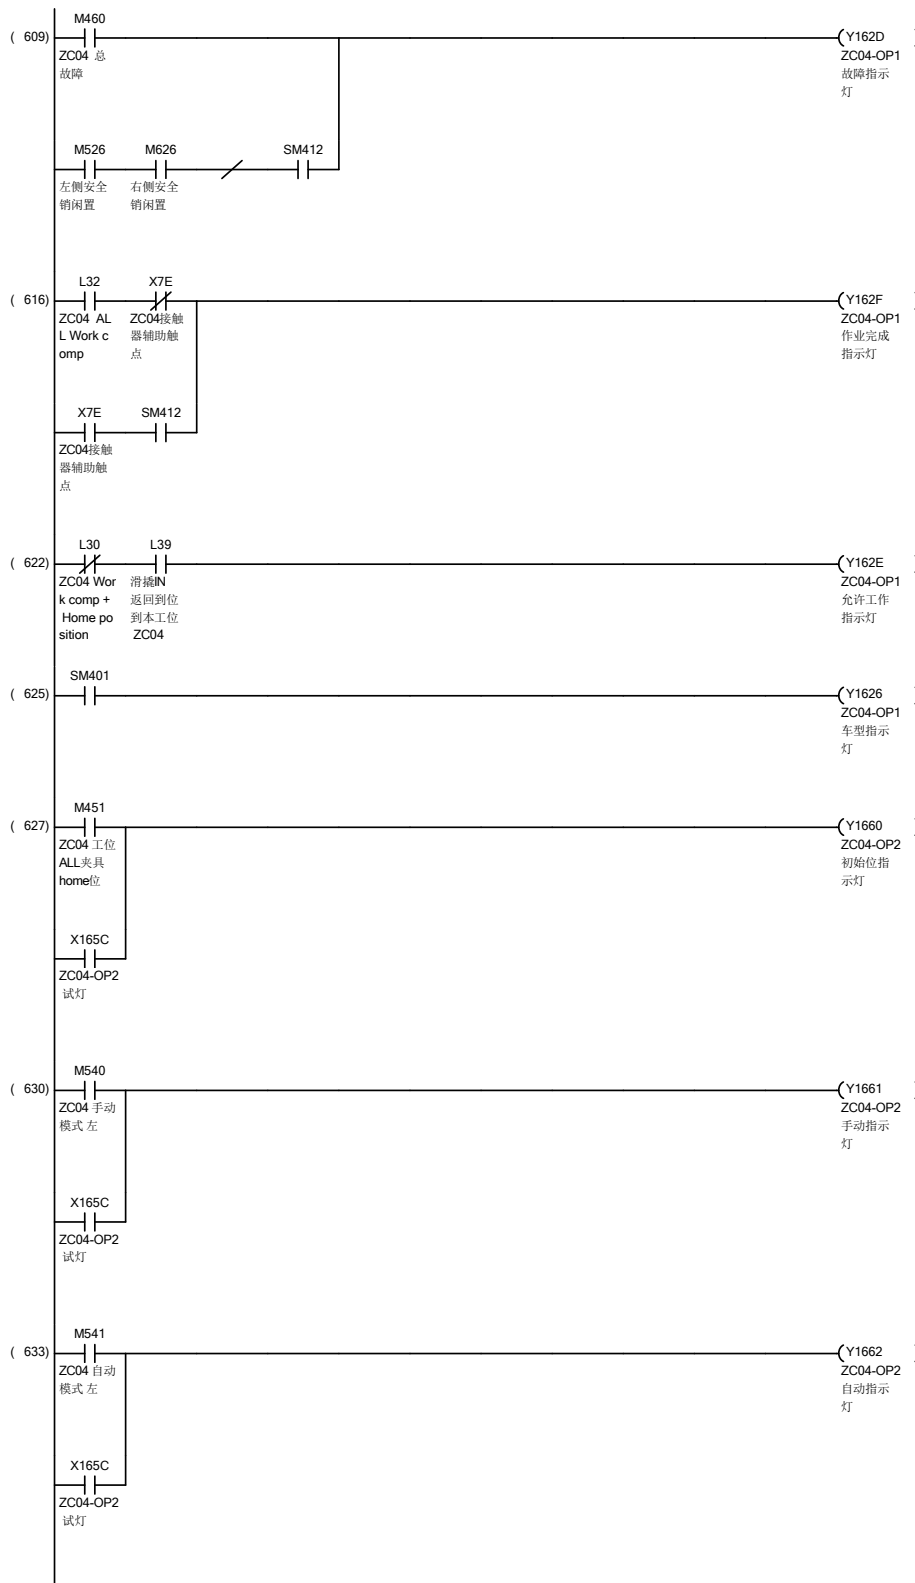 M460
( 609)
Y162D
ZC04 总
故障
ZC04-OP1
故障指示
灯
M526 M626 SM412
左侧安全 右侧安全
销闲置 销闲置
L32 X7E
( 616)
Y162F
ZC04 AL ZC04接触 ZC04-OP1
L Work c 器辅助触 作业完成
omp 点 指示灯
X7E SM412
ZC04接触
器辅助触
点
L30 L39
( 622)
Y162E
ZC04 Wor 滑撬IN ZC04-OP1
k comp + 返回到位 允许工作
Home po 到本工位 指示灯
sition ZC04
SM401
( 625)
Y1626
ZC04-OP1
车型指示
灯
M451
( 627)
Y1660
ZC04 工位 ZC04-OP2
ALL夹具 初始位指
home位 示灯
X165C
ZC04-OP2
试灯
M540
( 630)
Y1661
ZC04 手动 ZC04-OP2
模式 左 手动指示
灯
X165C
ZC04-OP2
试灯
M541
( 633)
Y1662
ZC04 自动 ZC04-OP2
模式 左 自动指示
灯
X165C
ZC04-OP2
试灯